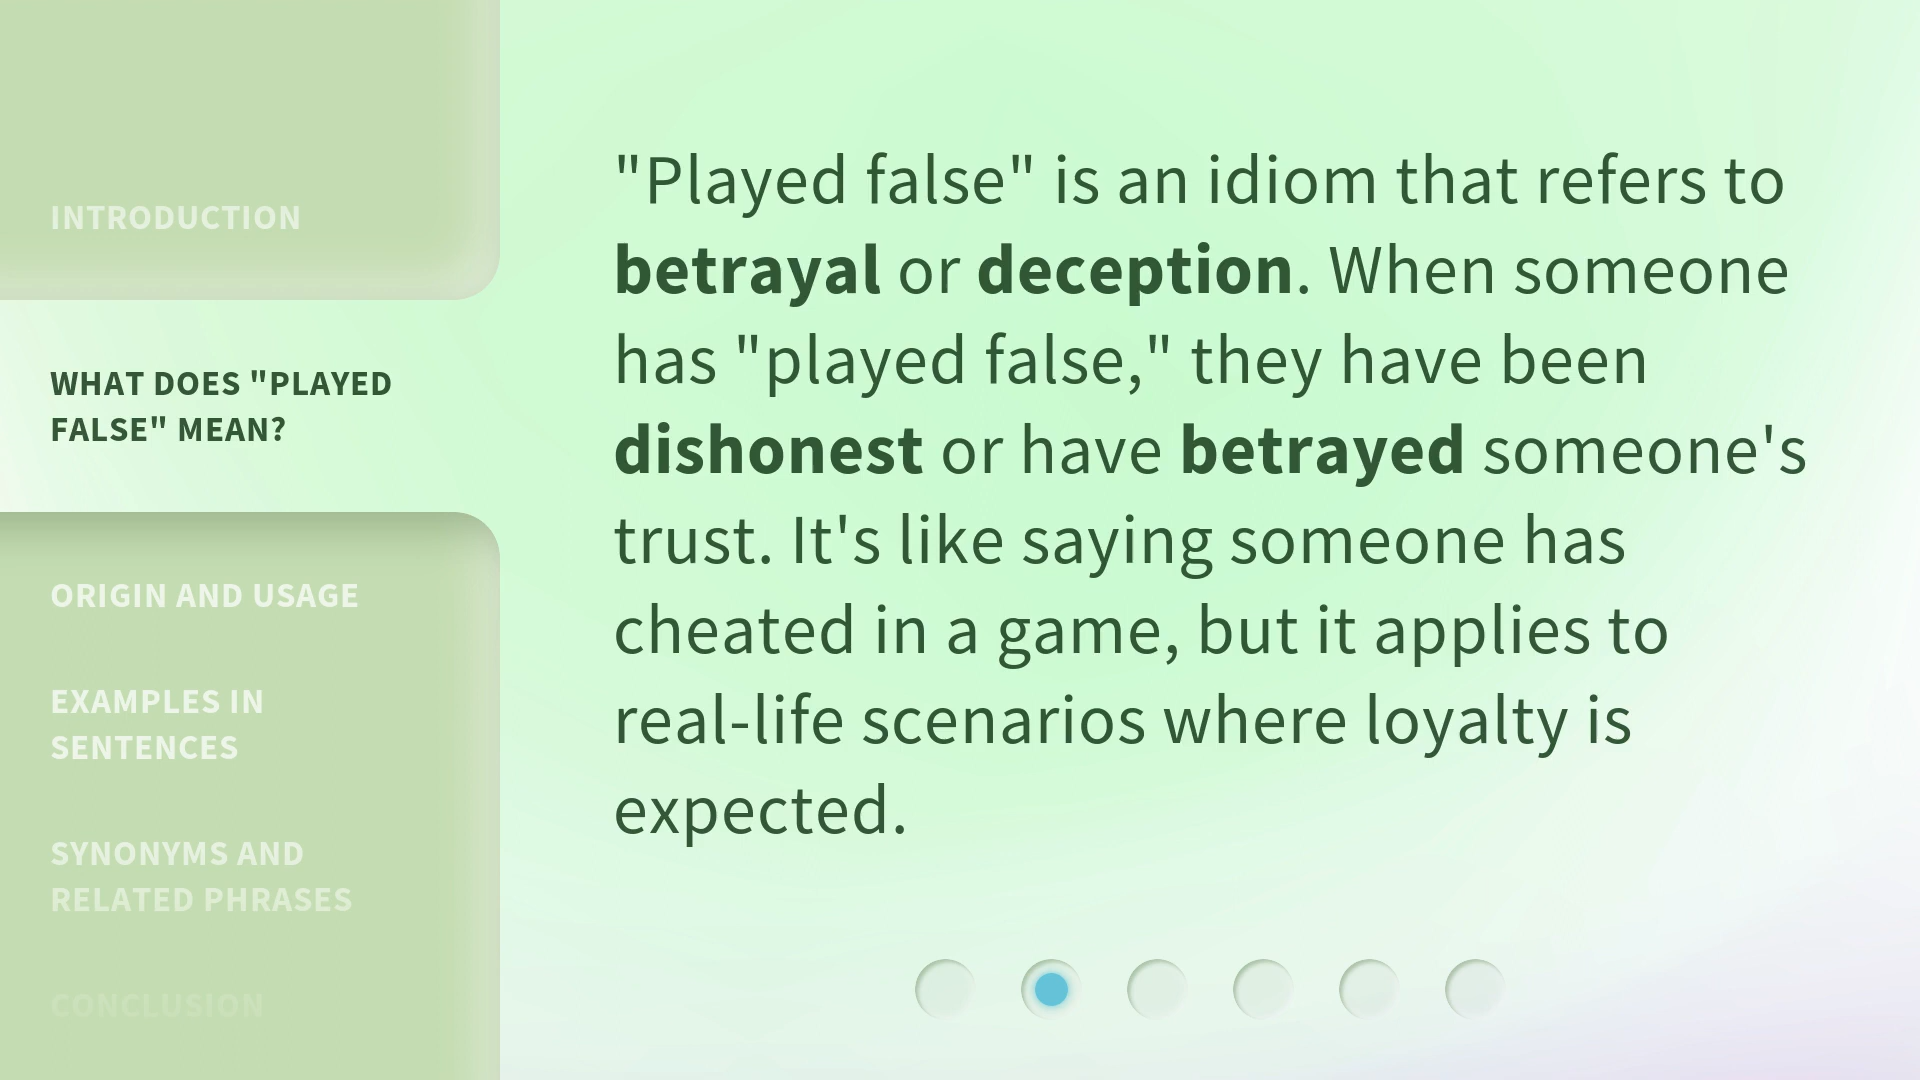 INTRODUCTION
WHAT DOES "PLAYED
FALSE" MEAN?
ORIGIN AND USAGE
EXAMPLES IN
SENTENCES
SYNONYMS AND
RELATED PHRASES
CONCLUSION
"Played false" is an idiom that refers to
betrayal or deception. When someone
has "played false," they have been
dishonest or have betrayed someone's
trust. It's like saying someone has
cheated in a game, but it applies to
real-life scenarios where loyalty is
expected.